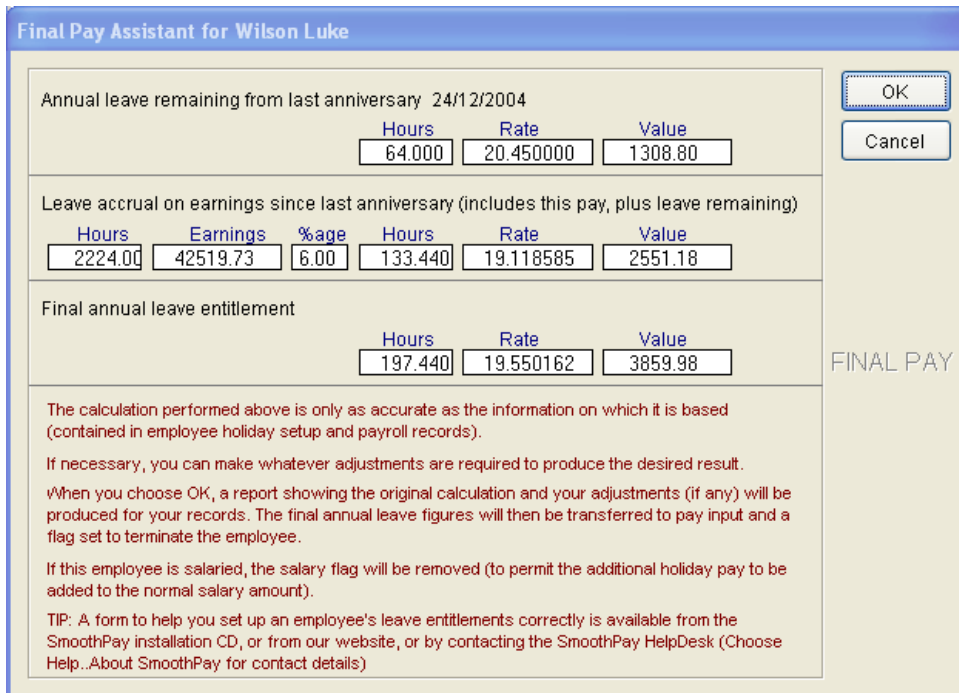 Final Pay Assistant for Wilson Luke
Annual leave remaining from last anniversary 24/12/2004
Hours Rate Value
64.000 20.450000 1308.80
OK
Cancel
Leave accrual on earnings since last anniversary (includes this pay, plus leave remaining)
Hours Earnings %age Hours Rate Value
2224.00 42519.73 6.00 133.440 19.118585 2551.18
Final annual leave entitlement
Hours Rate Value
197.440 19.550162 3859.98
FINAL PAY
The calculation performed above is only as accurate as the information on which it is based
(contained in employee holiday setup and payroll records).
If necessary, you can make whatever adjustments are required to produce the desired result.
When you choose OK, a report showing the original calculation and your adjustments (if any) will be
produced for your records. The final annual leave figures will then be transferred to pay input and a
flag set to terminate the employee.
If this employee is salaried, the salary flag will be removed (to permit the additional holiday pay to be
added to the normal salary amount).
TIP: A form to help you set up an employee's leave entitlements correctly is available from the
SmoothPay installation CD, or from our website, or by contacting the SmoothPay HelpDesk (Choose
Help..About SmoothPay for contact details)